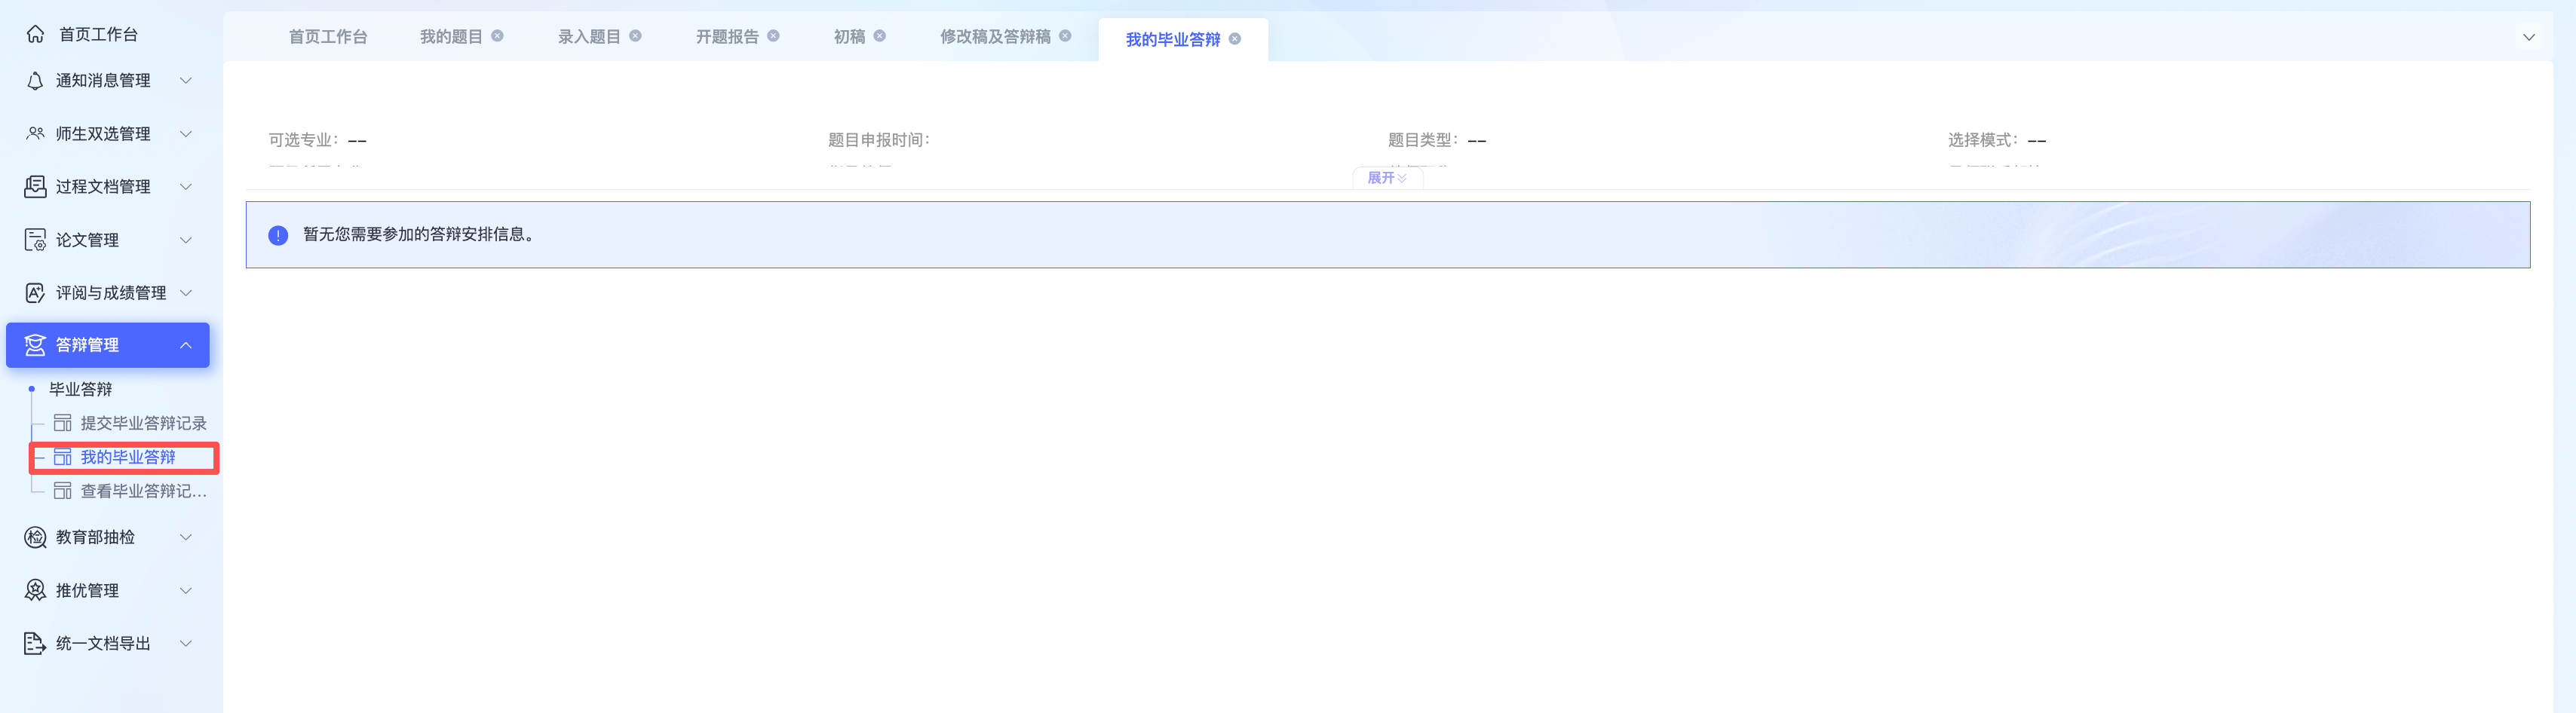 首页工作台
通知消息管理
师生双选管理
过程文档管理
论文管理
评阅与成绩管理
答辩管理
毕业答辩
提交毕业答辩记录
我的毕业答辩
查看毕业答辩记...
教育部抽检
推优管理
统一文档导出
首页工作台 我的题目 录入题目 开题报告 初稿 修改稿及答辩稿 我的毕业答辩
可选专业: -- 题目申报时间: 题目类型: -- 选择模式: --
展开
暂无您需要参加的答辩安排信息。